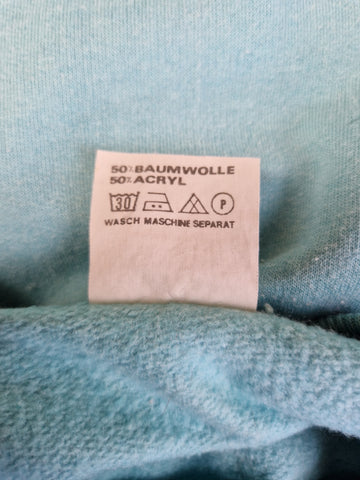 50% BAUMWOLLE
50% ACRYL
30 P
WASCH MASCHINE SEPARAT